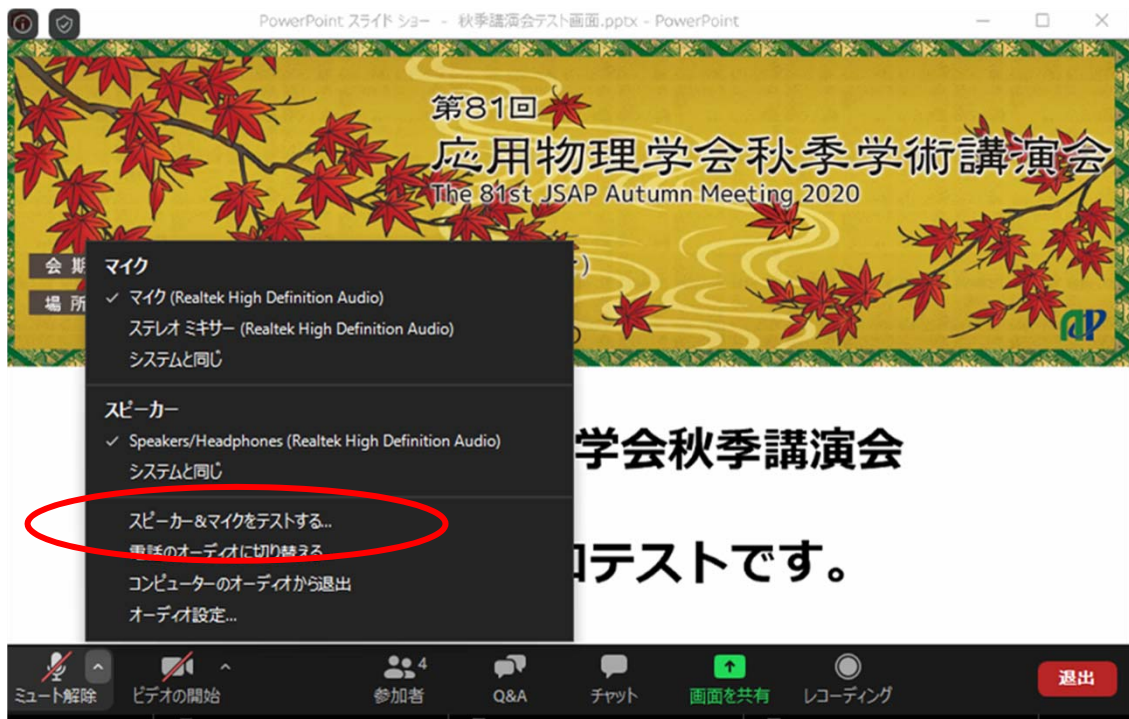 PowerPoint スライド ショー - 秋季講演会テスト画面.pptx - PowerPoint
第81回
応用物理学会秋季学術講演会
The 81st JSAP Autumn Meeting 2020
会 期
)
場 所
マイク
マイク (Realtek High Definition Audio)
ステレオ ミキサー (Realtek High Definition Audio)
システムと同じ
スピーカー
Speakers/Headphones (Realtek High Definition Audio)
システムと同じ
学会秋季講演会
スピーカー&マイクをテストする...
電話のオーディオに切り替える
テストです。
コンピューターのオーディオから退出
オーディオ設定...
ミュート解除
ビデオの開始
4
参加者
Q&A
チャット
画面を共有
レコーディング
退出